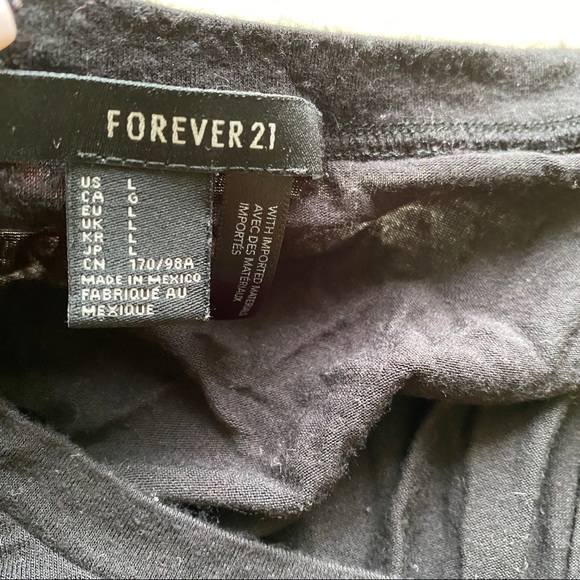 FOREVER 21
US L
CA G
EU L
UK L
KR L
JP L
CN 170/98A
MADE IN MEXICO
FABRIQUÉ AU
MEXIQUE
WITH IMPORTED MATERIAL
AVEC DES MATÉRIAUX
IMPORTÉS